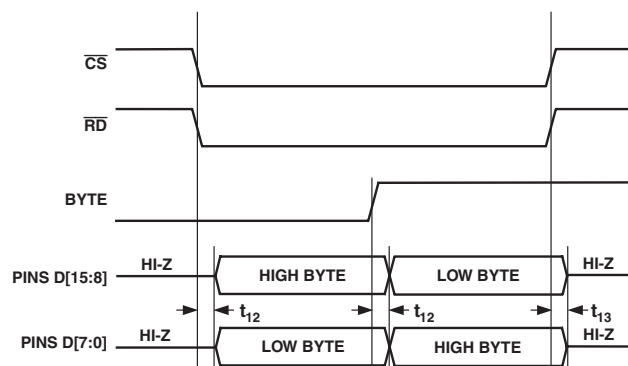 CS
RD
BYTE
PINS D[15:8] HI-Z HIGH BYTE LOW BYTE HI-Z
t12 t12 t13
PINS D[7:0] HI-Z LOW BYTE HIGH BYTE HI-Z